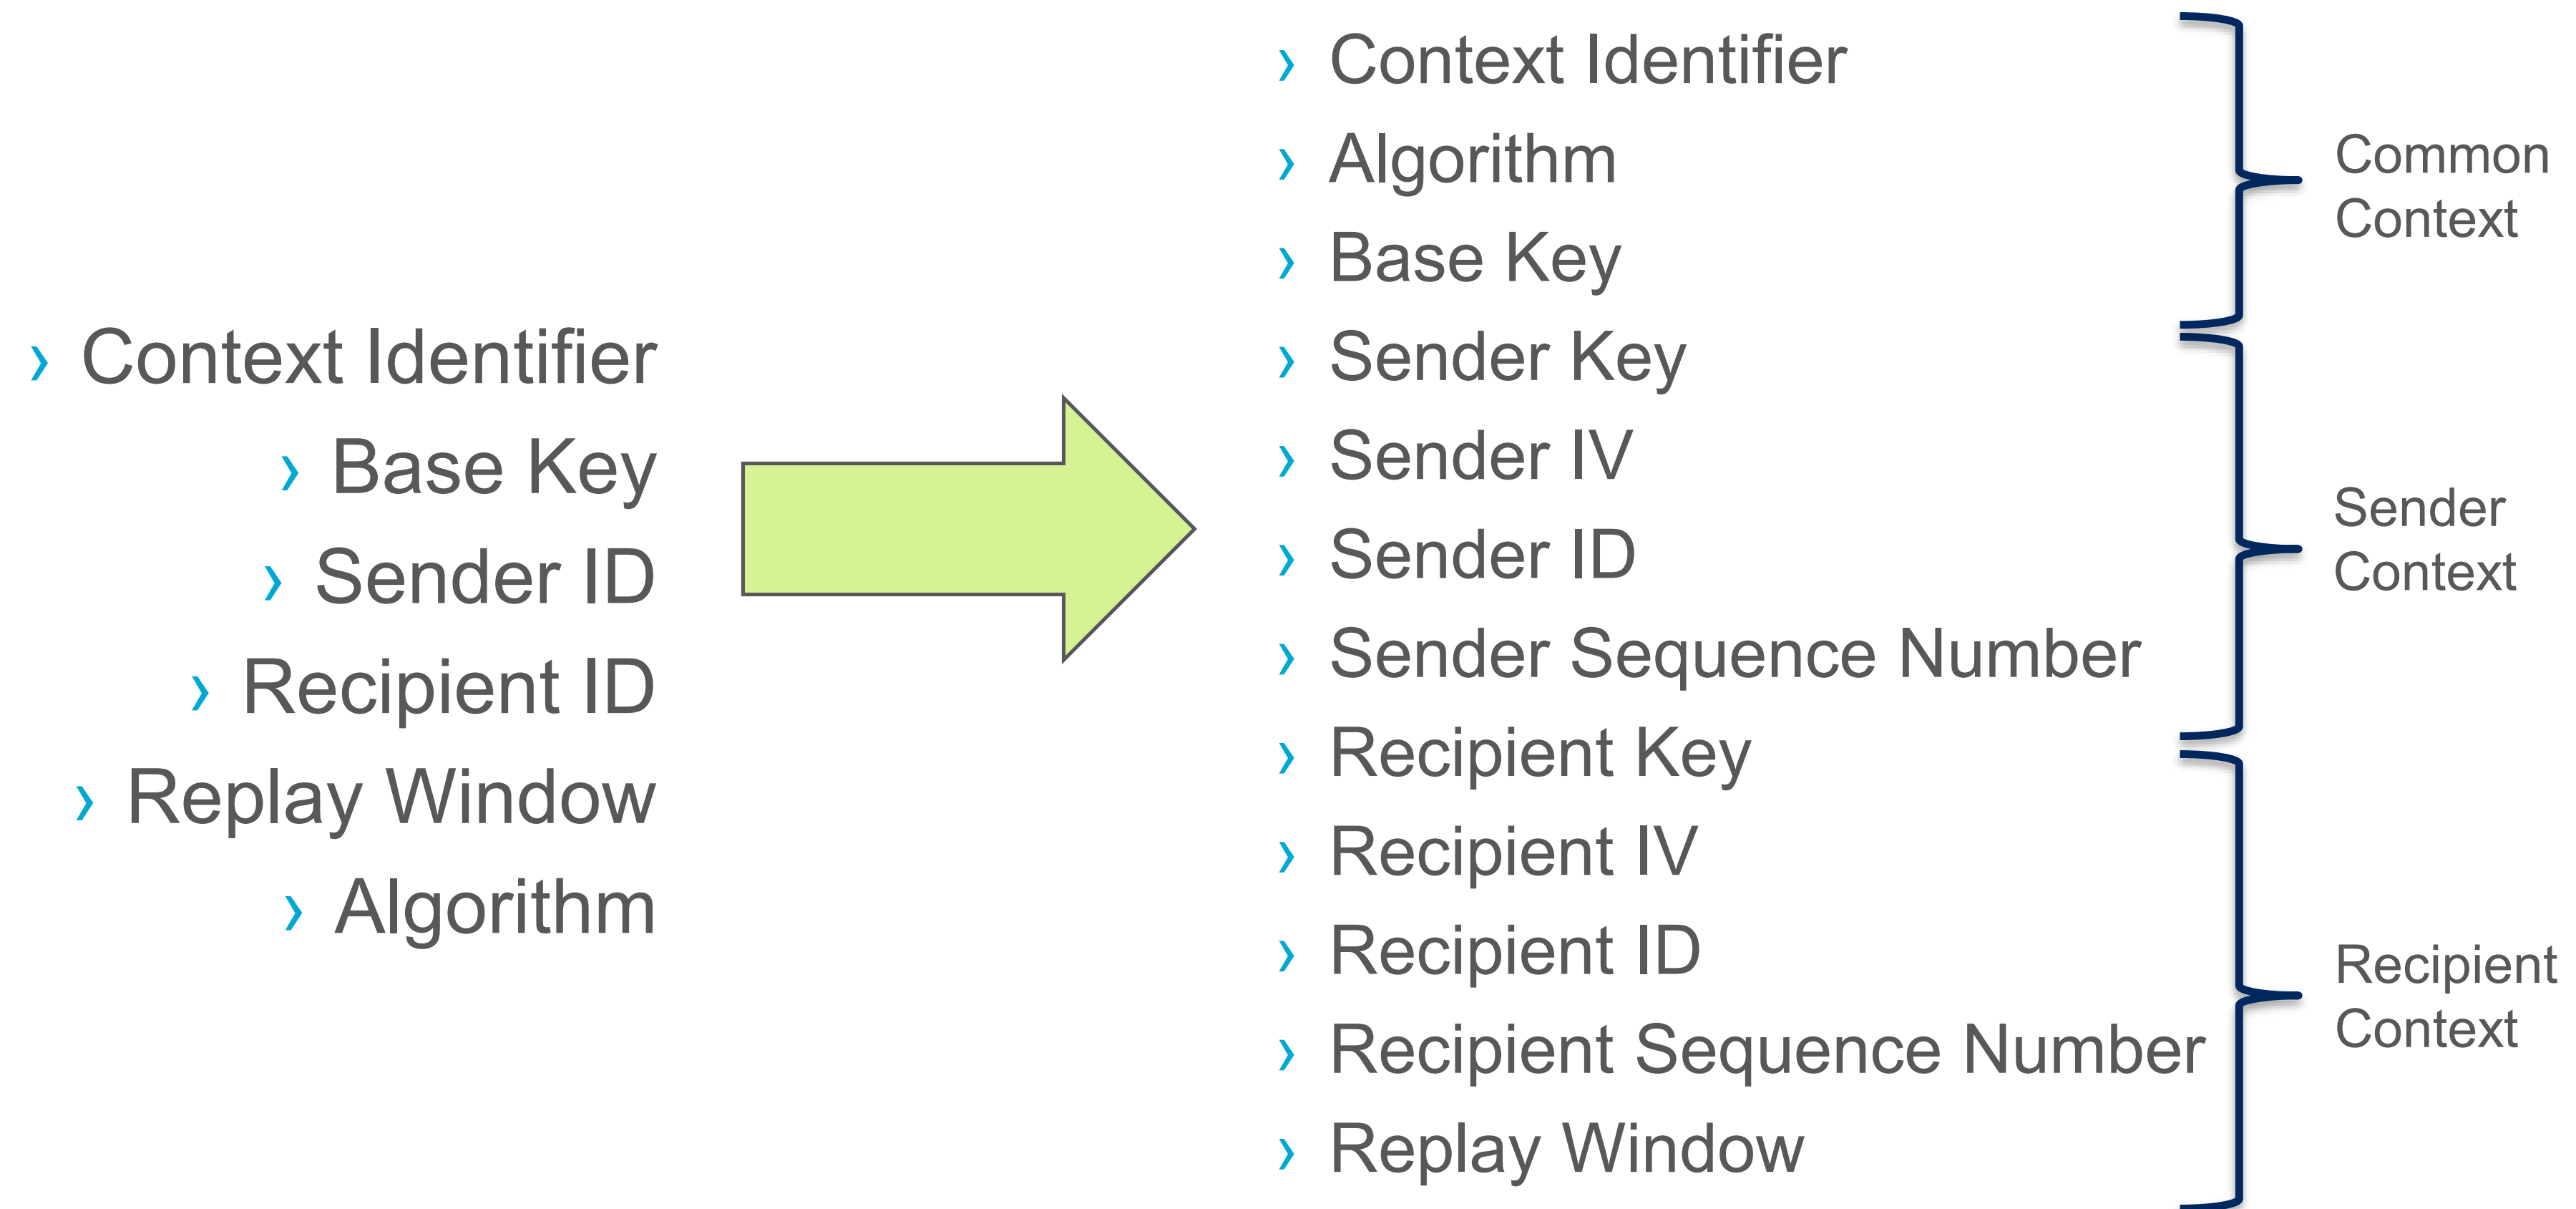 › Context Identifier
› Base Key
› Sender ID
› Recipient ID
› Replay Window
› Algorithm
› Context Identifier
› Algorithm
› Base Key
› Sender Key
› Sender IV
› Sender ID
› Sender Sequence Number
› Recipient Key
› Recipient IV
› Recipient ID
› Recipient Sequence Number
› Replay Window
Common
Context
Sender
Context
Recipient
Context